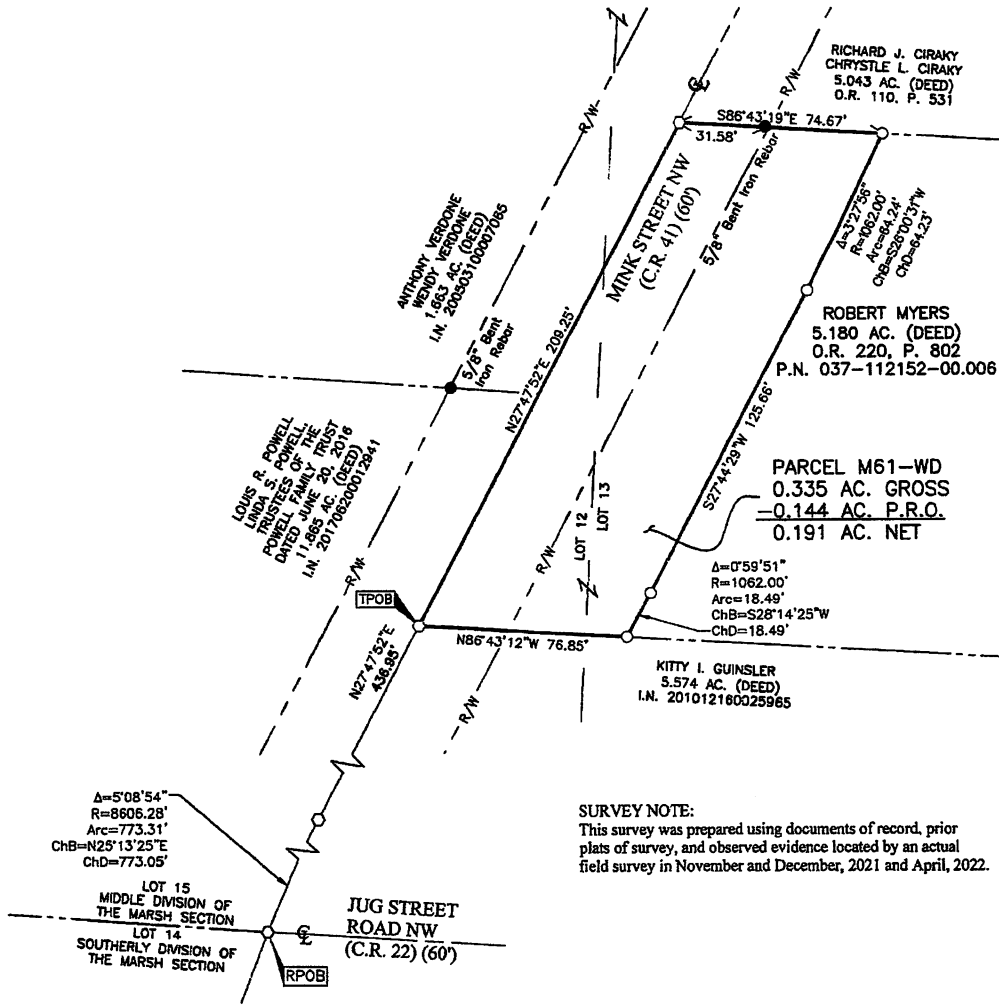 RICHARD J. CIRAKY
CHRYSTLE L. CIRAKY
5.043 AC. (DEED)
O.R. 110, P. 531
R/W
R/W
℄
S86°43'19"E 74.67'
31.58'
5/8" Bent Iron Rebar
MINK STREET NW
(C.R. 41) (60')
Δ=3°27'56"
R=1062.00'
Arc=64.24'
ChB=S26°00'31"W
ChD=64.23'
ANTHONY VERDONE
WENDY VERDONE
1.663 AC. (DEED)
I.N. 200503100007085
5/8" Bent
Iron Rebar
N27°47'52"E 209.25'
ROBERT MYERS
5.180 AC. (DEED)
O.R. 220, P. 802
P.N. 037-112152-00.006
S27°44'29"W 125.66'
LOUIS R. POWELL
LINDA S. POWELL,
TRUSTEES OF THE
POWELL FAMILY TRUST
DATED JUNE 20, 2016
11.865 AC. (DEED)
I.N. 201706200012941
PARCEL M61-WD
0.335 AC. GROSS
-0.144 AC. P.R.O.
0.191 AC. NET
LOT 12
LOT 13
R/W
R/W
Δ=0°59'51"
R=1062.00'
Arc=18.49'
ChB=S28°14'25"W
ChD=18.49'
TPOB
N86°43'12"W 76.85'
N27°47'52"E
436.95'
KITTY I. GUINSLER
5.574 AC. (DEED)
I.N. 201012160025965
R/W
Δ=5°08'54"
R=8606.28'
Arc=773.31'
ChB=N25°13'25"E
ChD=773.05'
SURVEY NOTE:
This survey was prepared using documents of record, prior
plats of survey, and observed evidence located by an actual
field survey in November and December, 2021 and April, 2022.
LOT 15
MIDDLE DIVISION OF
THE MARSH SECTION
LOT 14
SOUTHERLY DIVISION OF
THE MARSH SECTION
JUG STREET
ROAD NW
(C.R. 22) (60')
℄
RPOB